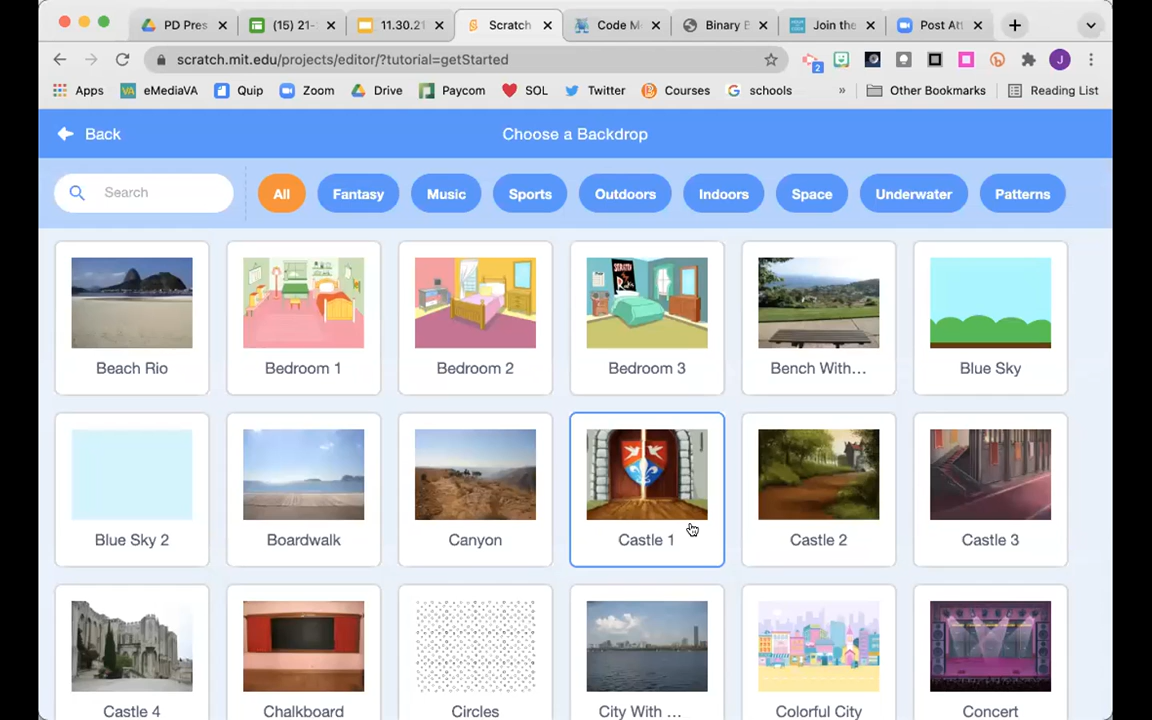 PD Pres
(15) 21-
11.30.21
Scratch
Code Mo
Binary B
Join the
Post Att
scratch.mit.edu/projects/editor/?tutorial=getStarted
2
J
Apps
eMediaVA
Quip
Zoom
Drive
Paycom
SOL
Twitter
Courses
schools
»
Other Bookmarks
Reading List
Back
Choose a Backdrop
Search
All
Fantasy
Music
Sports
Outdoors
Indoors
Space
Underwater
Patterns
Beach Rio
Bedroom 1
Bedroom 2
Bedroom 3
Bench With...
Blue Sky
Blue Sky 2
Boardwalk
Canyon
Castle 1
Castle 2
Castle 3
Castle 4
Chalkboard
Circles
City With ...
Colorful City
Concert